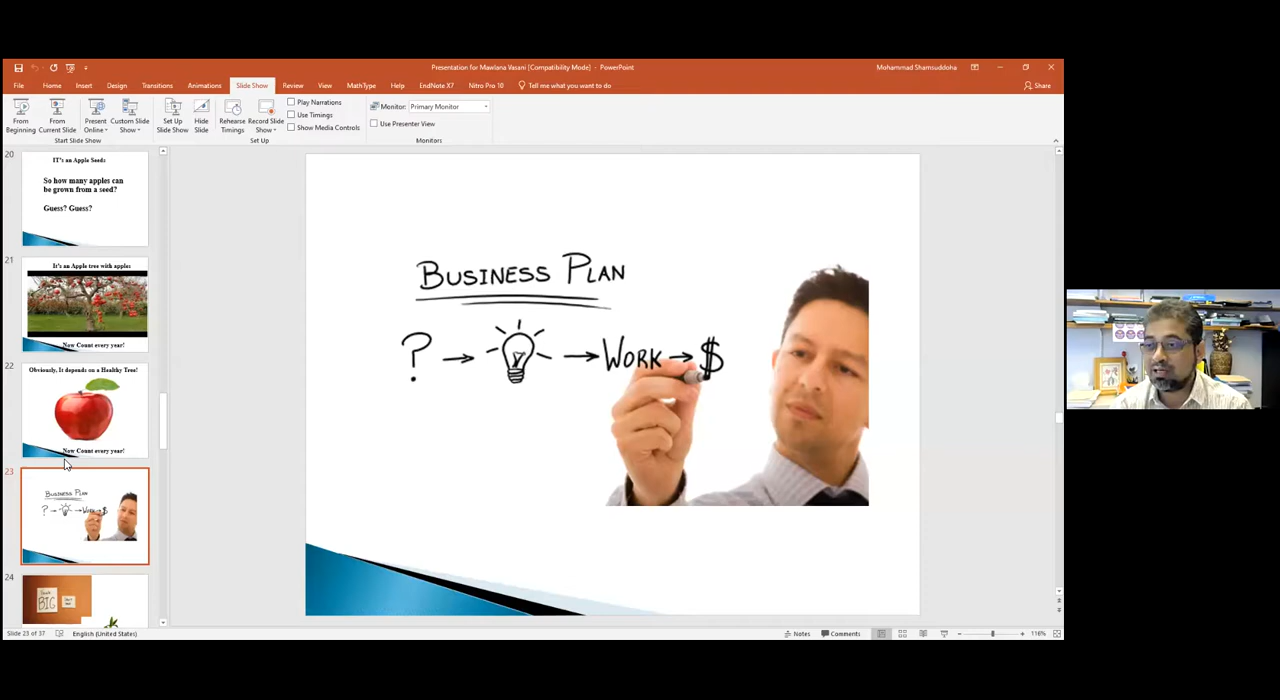 Presentation for Mawlana Vasani [Compatibility Mode] - PowerPoint
Mohammad Shamsuddoha
File Home Insert Design Transitions Animations Slide Show Review View MathType Help EndNote X7 Nitro Pro 10 Tell me what you want to do Share
From Beginning
From Current Slide
Present Online
Custom Slide Show
Start Slide Show
Set Up Slide Show
Hide Slide
Rehearse Timings
Record Slide Show
Play Narrations
Use Timings
Show Media Controls
Set Up
Monitor: Primary Monitor
Use Presenter View
Monitors
20
IT's an Apple Seeds
So how many apples can
be grown from a seed?
Guess? Guess?
21
It's an Apple tree with apples
Now Count every year!
22
Obviously, It depends on a Healthy Tree!
Now Count every year!
23
Business Plan
? → → Work → $
24
BIG
BUSINESS PLAN
? → → WORK → $
Slide 23 of 37 English (United States) Notes Comments 116%